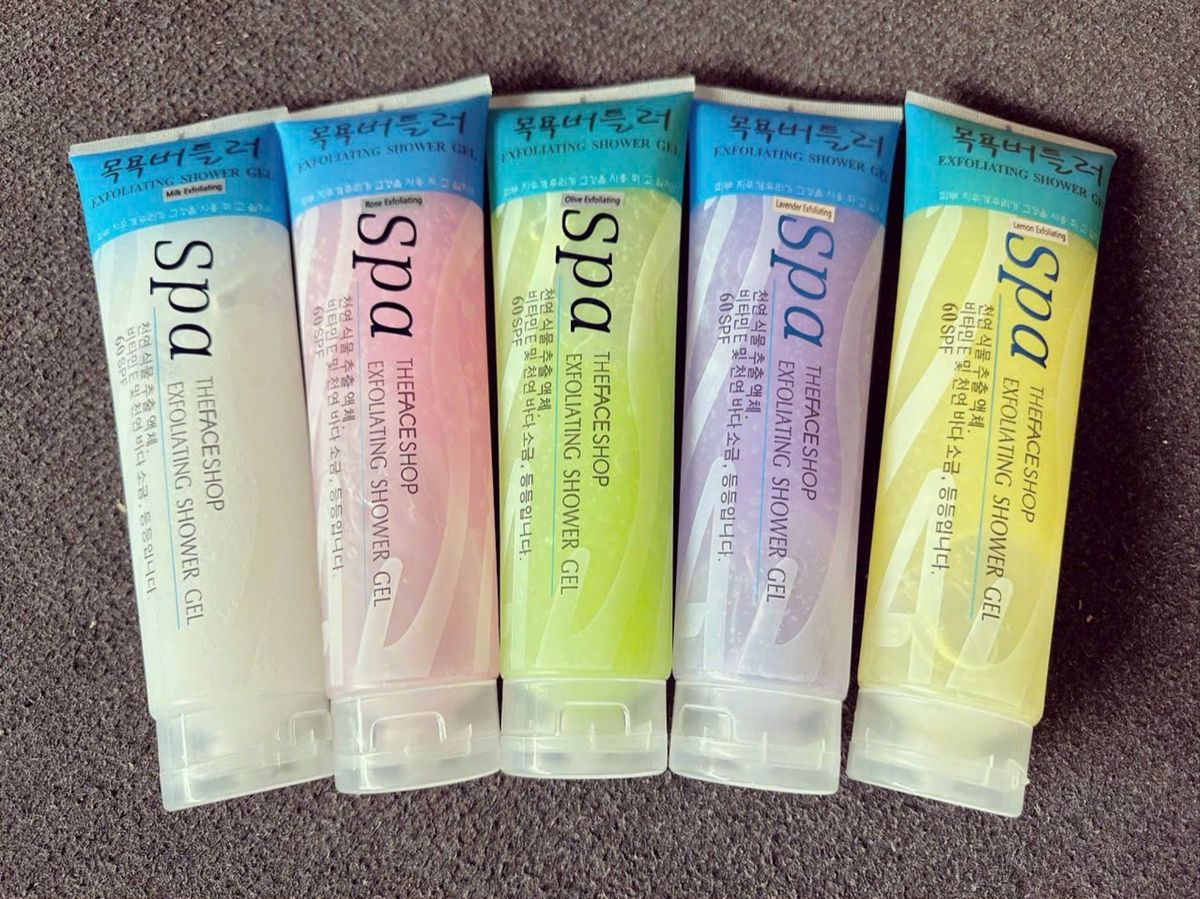 목욕버틀러
EXFOLIATING SHOWER GEL
Milk Exfoliating
Spa
THEFACESHOP
EXFOLIATING SHOWER GEL
천연 식물 추출 액체.
비타민 E 및 천연 바다 소금, 등등입니다
60 SPF
목욕버틀러
EXFOLIATING SHOWER GEL
Rose Exfoliating
Spa
THEFACESHOP
EXFOLIATING SHOWER GEL
천연 식물 추출 액체.
비타민 E 및 천연 바다 소금, 등등입니다.
60 SPF
목욕버틀러
EXFOLIATING SHOWER GEL
Olive Exfoliating
Spa
THEFACESHOP
EXFOLIATING SHOWER GEL
천연 식물 추출 액체.
비타민 E 및 천연 바다 소금, 등등입니다.
60 SPF
목욕버틀러
EXFOLIATING SHOWER GEL
Lavender Exfoliating
Spa
THEFACESHOP
EXFOLIATING SHOWER GEL
천연 식물 추출 액체.
비타민 E 및 천연 바다 소금, 등등입니다.
60 SPF
목욕버틀러
EXFOLIATING SHOWER GEL
Lemon Exfoliating
Spa
THEFACESHOP
EXFOLIATING SHOWER GEL
천연 식물 추출 액체.
비타민 E 및 천연 바다 소금, 등등입니다.
60 SPF